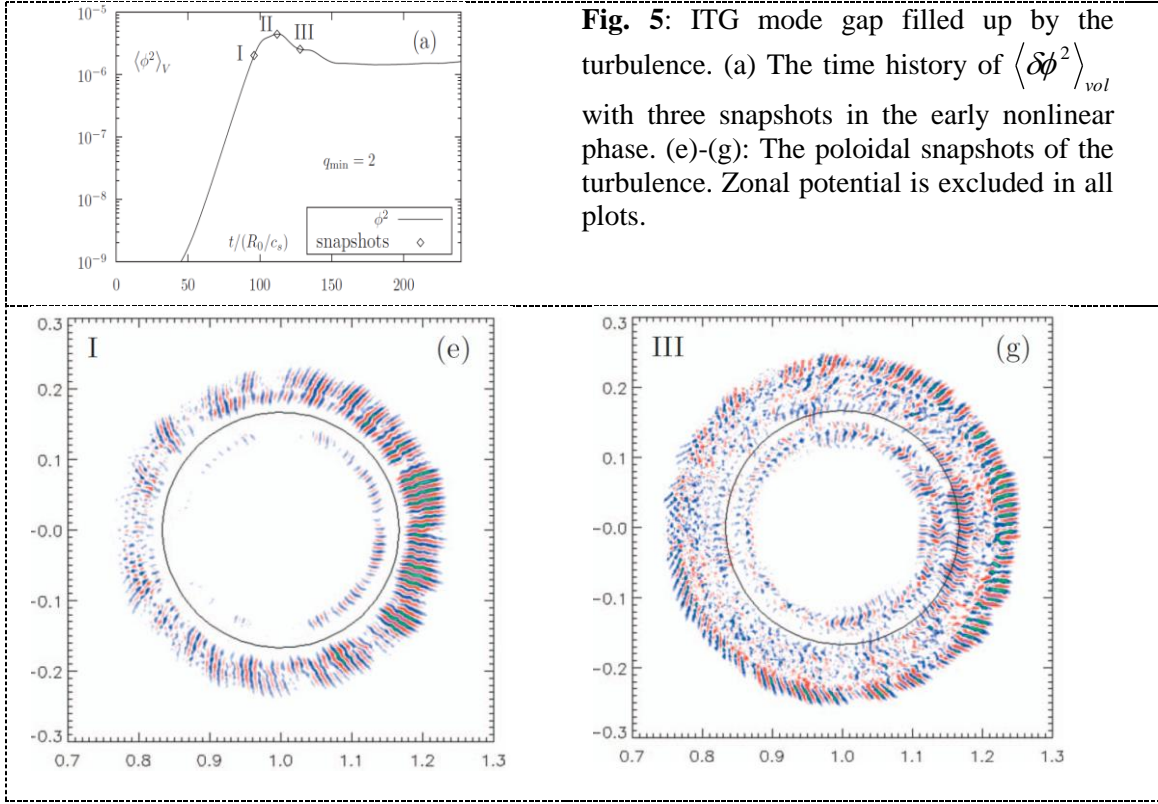 10⁻⁵
10⁻⁶
10⁻⁷
10⁻⁸
10⁻⁹
⟨ϕ²⟩_V
I
II
III
(a)
q_min = 2
t/(R₀/c_s)
ϕ²
snapshots
0 50 100 150 200
Fig. 5: ITG mode gap filled up by the
turbulence. (a) The time history of ⟨δϕ²⟩_vol
with three snapshots in the early nonlinear
phase. (e)-(g): The poloidal snapshots of the
turbulence. Zonal potential is excluded in all
plots.
I (e)
0.3
0.2
0.1
-0.0
-0.1
-0.2
-0.3
0.7 0.8 0.9 1.0 1.1 1.2 1.3
III (g)
0.3
0.2
0.1
-0.0
-0.1
-0.2
-0.3
0.7 0.8 0.9 1.0 1.1 1.2 1.3